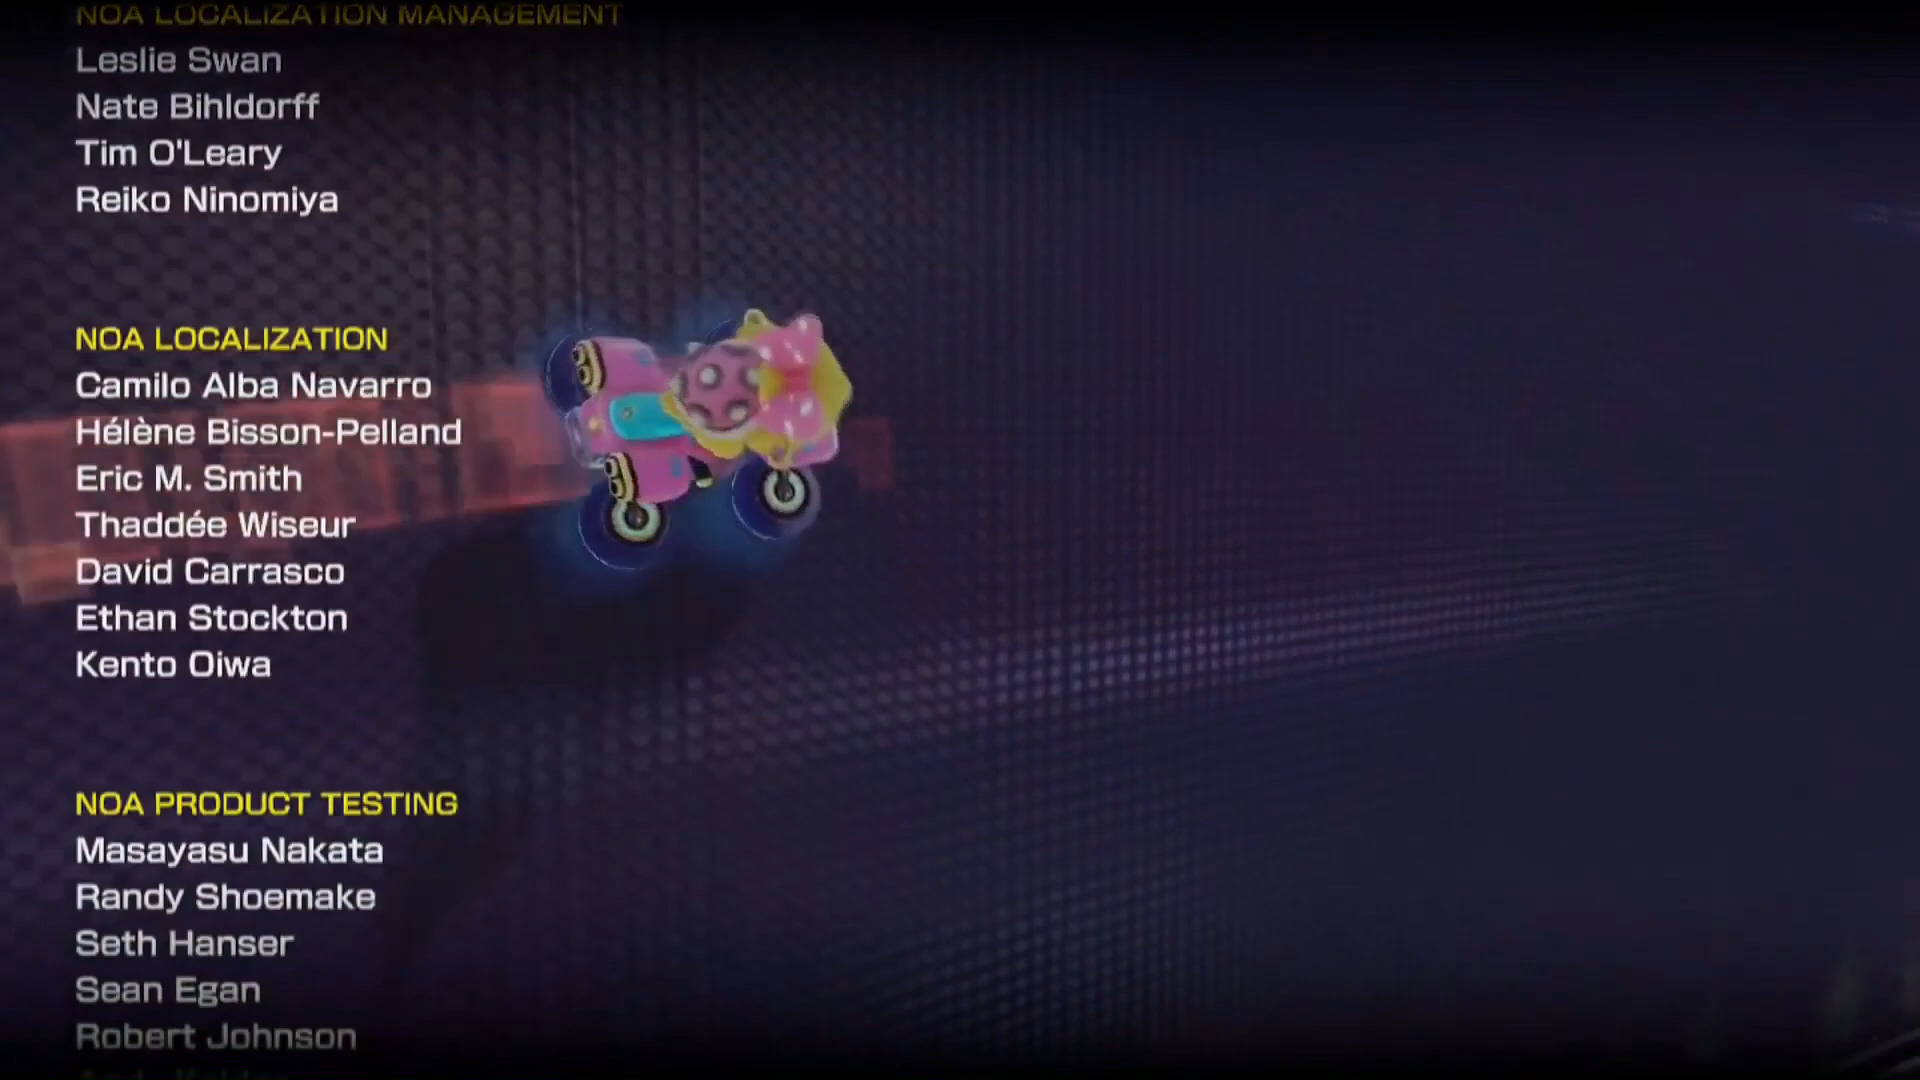 NOA LOCALIZATION MANAGEMENT
Leslie Swan
Nate Bihldorff
Tim O'Leary
Reiko Ninomiya
NOA LOCALIZATION
Camilo Alba Navarro
Hélène Bisson-Pelland
Eric M. Smith
Thaddée Wiseur
David Carrasco
Ethan Stockton
Kento Oiwa
NOA PRODUCT TESTING
Masayasu Nakata
Randy Shoemake
Seth Hanser
Sean Egan
Robert Johnson